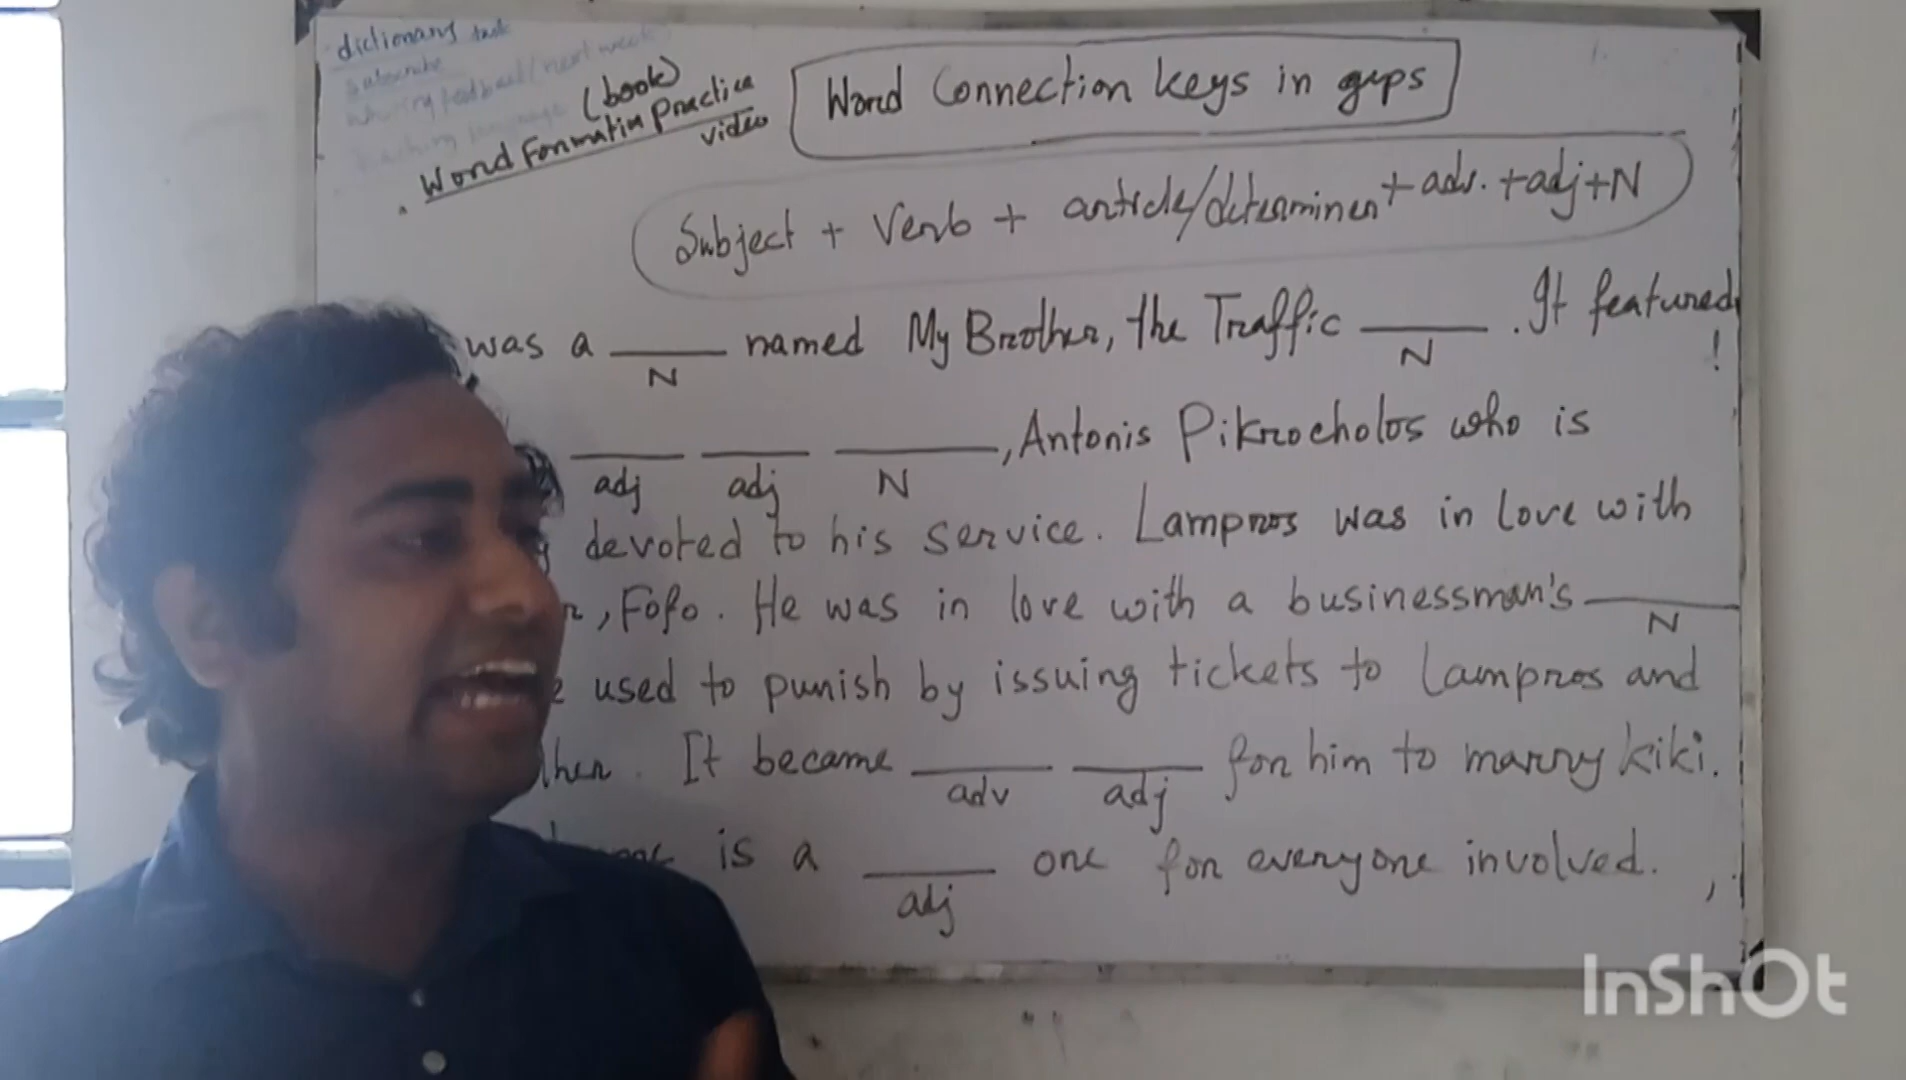 dictionary task
subscribe
(book)
. Word Formation Practice
video
Word Connection keys in gaps
Subject + Verb + article/determiner + adv. + adj + N
was a ____ named My Brother, the Traffic ____. It featured
N N !
____ ____ ____, Antonis Pikrocholos who is
adj adj N
devoted to his service. Lampros was in love with
, Fofo. He was in love with a businessman's ____
N
used to punish by issuing tickets to Lampros and
ther. It became ____ ____ for him to marry kiki.
adv adj
is a ____ one for everyone involved.
adj
InShOt